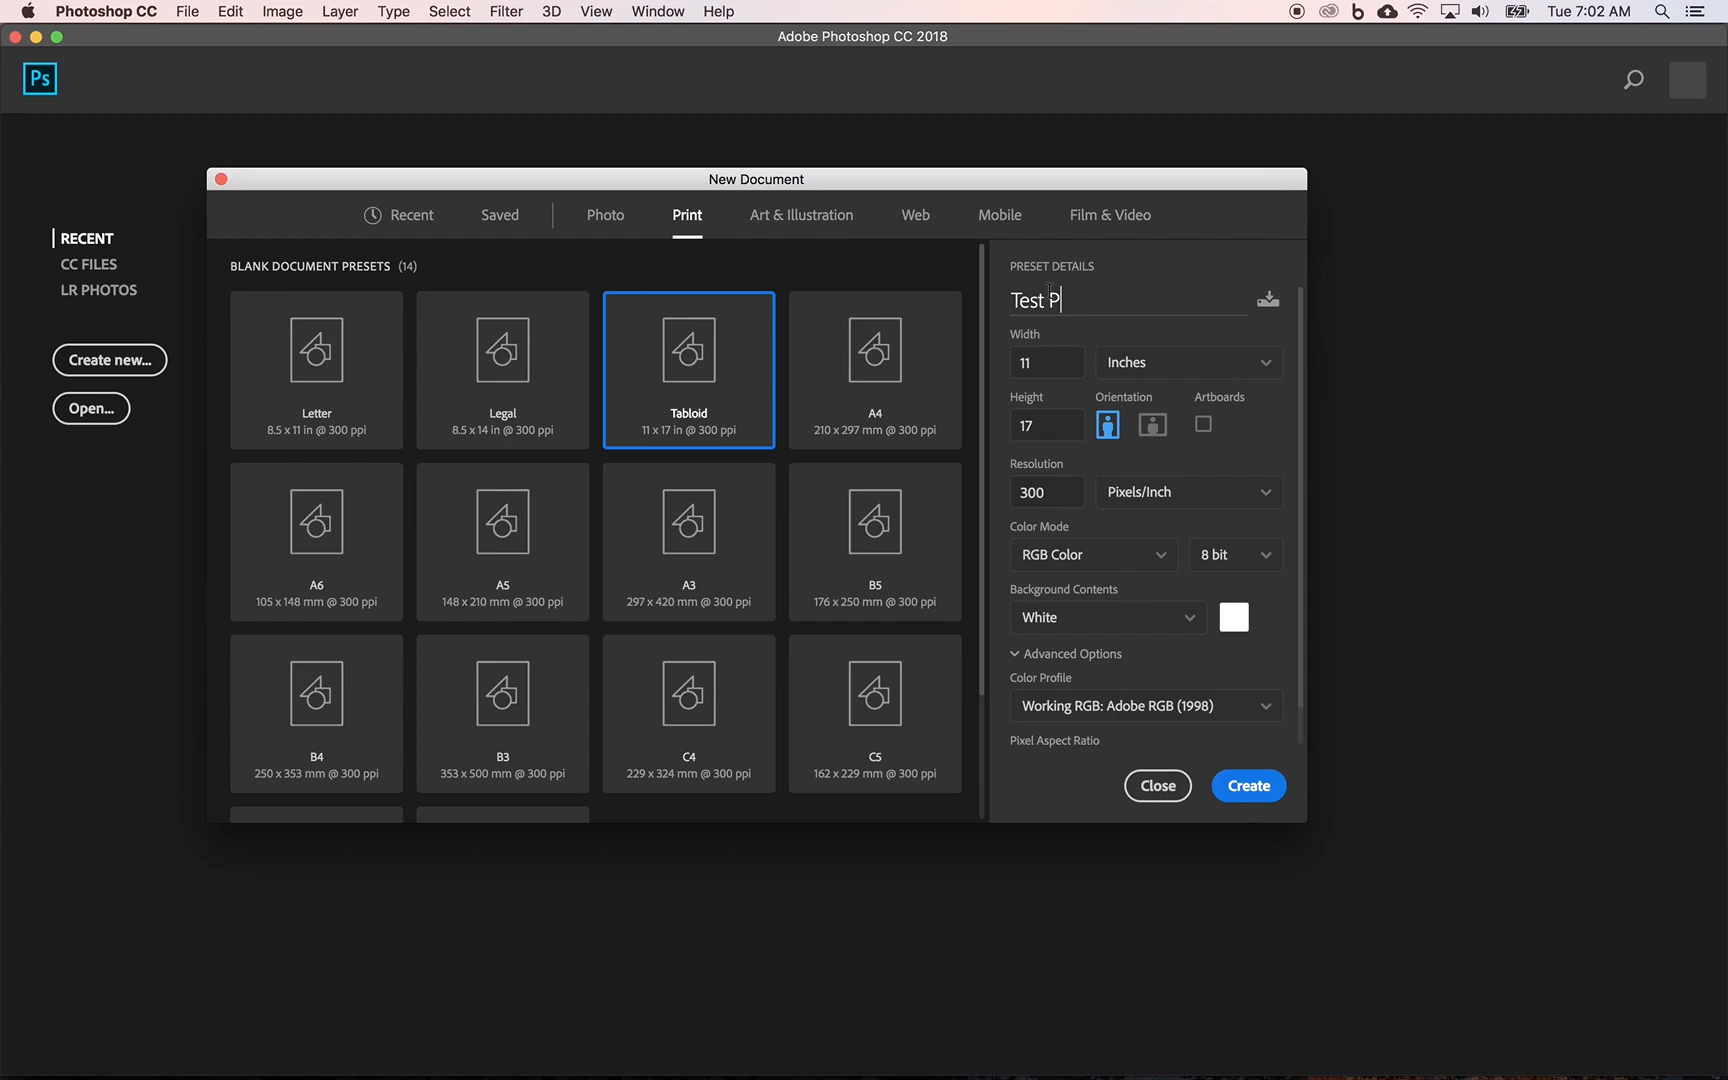 Photoshop CC File Edit Image Layer Type Select Filter 3D View Window Help Tue 7:02 AM
Adobe Photoshop CC 2018
Ps
New Document
Recent Saved Photo Print Art & Illustration Web Mobile Film & Video
RECENT
CC FILES
LR PHOTOS
Create new...
Open...
BLANK DOCUMENT PRESETS (14)
Letter
8.5 x 11 in @ 300 ppi
Legal
8.5 x 14 in @ 300 ppi
Tabloid
11 x 17 in @ 300 ppi
A4
210 x 297 mm @ 300 ppi
A6
105 x 148 mm @ 300 ppi
A5
148 x 210 mm @ 300 ppi
A3
297 x 420 mm @ 300 ppi
B5
176 x 250 mm @ 300 ppi
B4
250 x 353 mm @ 300 ppi
B3
353 x 500 mm @ 300 ppi
C4
229 x 324 mm @ 300 ppi
C5
162 x 229 mm @ 300 ppi
PRESET DETAILS
Test P
Width
11 Inches
Height Orientation Artboards
17
Resolution
300 Pixels/Inch
Color Mode
RGB Color 8 bit
Background Contents
White
Advanced Options
Color Profile
Working RGB: Adobe RGB (1998)
Pixel Aspect Ratio
Close Create